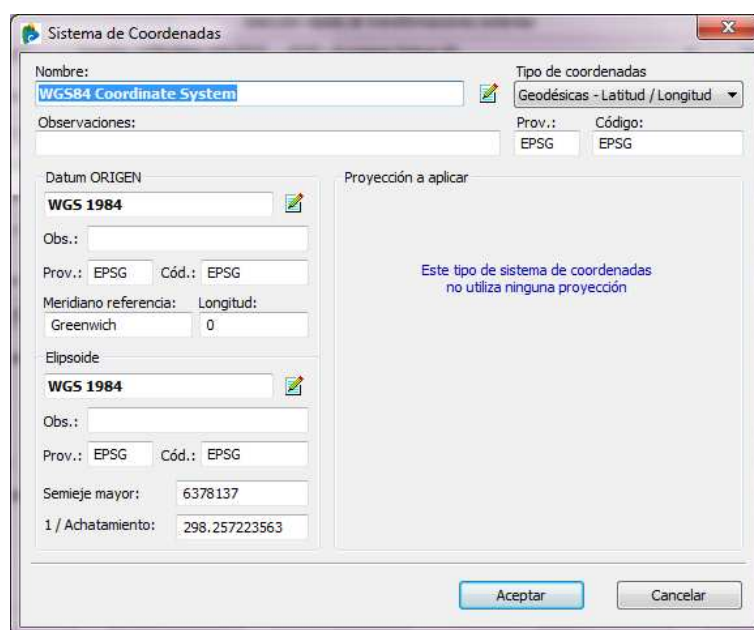 Sistema de Coordenadas
Nombre:
WGS84 Coordinate System
Tipo de coordenadas
Geodésicas - Latitud / Longitud
Observaciones:
Prov.: Código:
EPSG EPSG
Datum ORIGEN
WGS 1984
Obs.:
Prov.: EPSG Cód.: EPSG
Meridiano referencia: Longitud:
Greenwich 0
Elipsoide
WGS 1984
Obs.:
Prov.: EPSG Cód.: EPSG
Semieje mayor: 6378137
1 / Achatamiento: 298.257223563
Proyección a aplicar
Este tipo de sistema de coordenadas
no utiliza ninguna proyección
Aceptar Cancelar